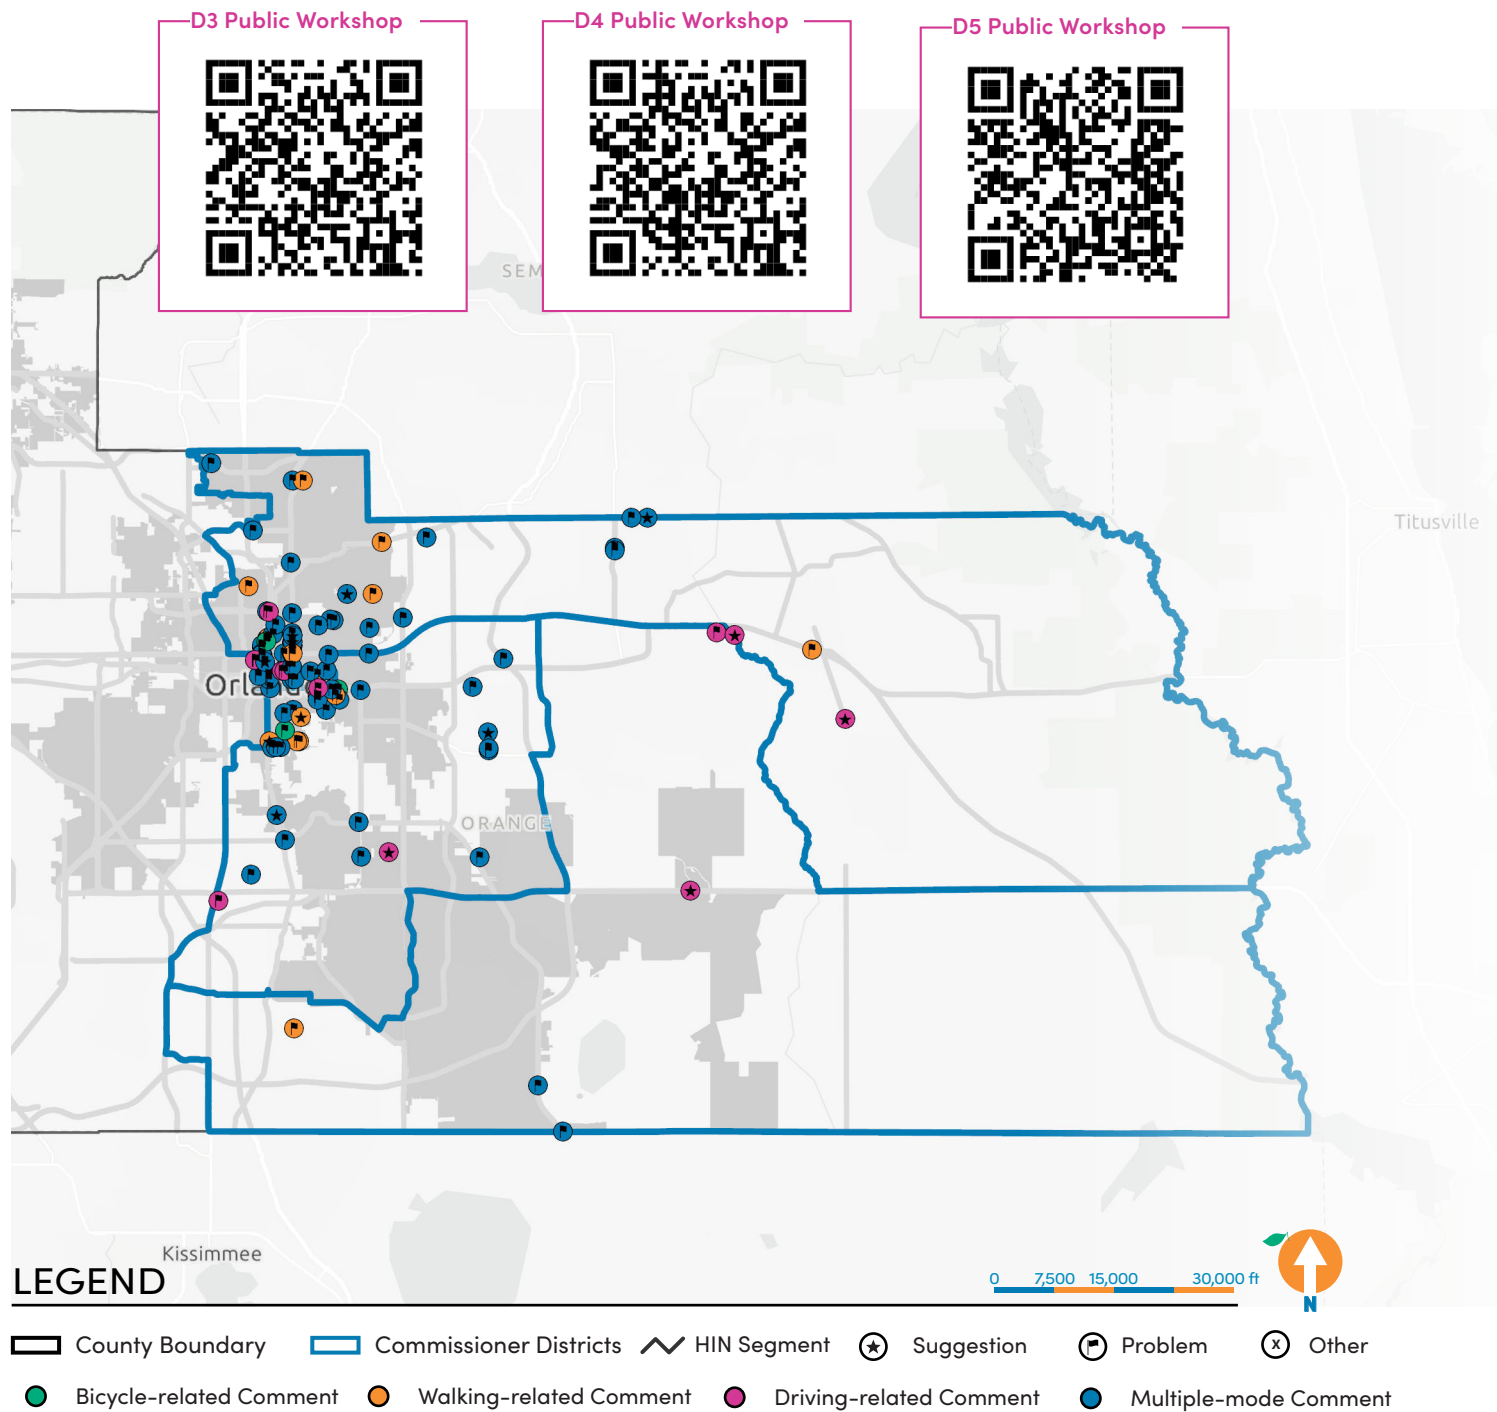 D3 Public Workshop
D4 Public Workshop
D5 Public Workshop
SEM
Titusville
Orlando
ORANGE
Kissimmee
LEGEND
0 7,500 15,000 30,000 ft
N
County Boundary
Commissioner Districts
HIN Segment
Suggestion
Problem
x Other
Bicycle-related Comment
Walking-related Comment
Driving-related Comment
Multiple-mode Comment